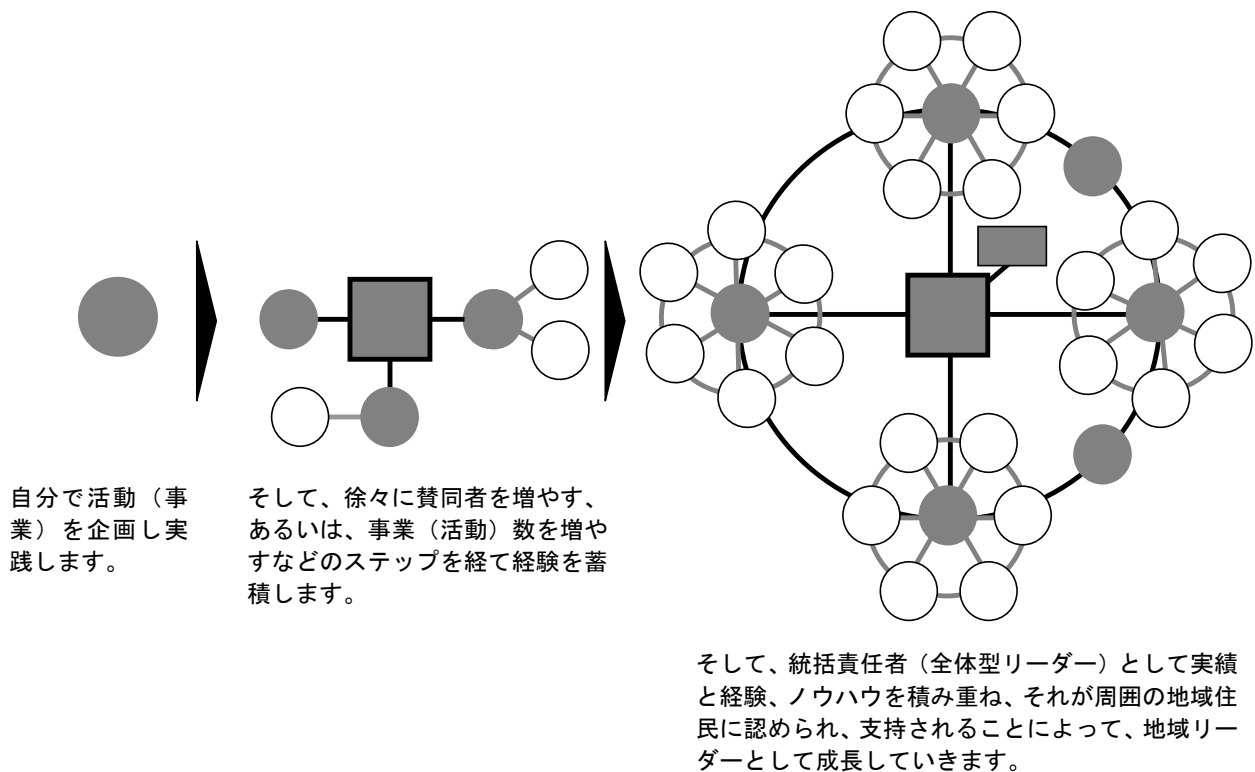 自分で活動（事
業）を企画し実
践します。
そして、徐々に賛同者を増やす、
あるいは、事業（活動）数を増や
すなどのステップを経て経験を蓄
積します。
そして、統括責任者（全体型リーダー）として実績
と経験、ノウハウを積み重ね、それが周囲の地域住
民に認められ、支持されることによって、地域リー
ダーとして成長していきます。